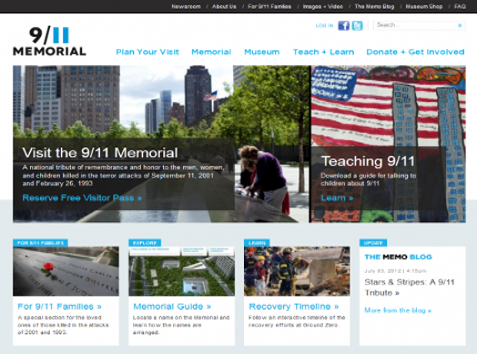 Newsroom / About Us / For 9/11 Families / Images + Video / The Memo Blog / Museum Shop / FAQ
LOG IN
Search...
9/11
MEMORIAL
Plan Your Visit Memorial Museum Teach + Learn Donate + Get Involved
Visit the 9/11 Memorial
A national tribute of remembrance and honor to the men, women,
and children killed in the terror attacks of September 11, 2001
and February 26, 1993
Reserve Free Visitor Pass »
Teaching 9/11
Download a guide for talking to
children about 9/11
Learn »
FOR 9/11 FAMILIES
For 9/11 Families »
A special section for the loved
ones of those killed in the attacks
of 2001 and 1993.
EXPLORE
Memorial Guide »
Locate a name on the Memorial and
learn how the names are
arranged.
LEARN
Recovery Timeline »
Follow an interactive timeline of the
recovery efforts at Ground Zero.
UPDATE
THE MEMO BLOG
July 03, 2012 | 4:15pm
Stars & Stripes: A 9/11
Tribute »
More from the blog »